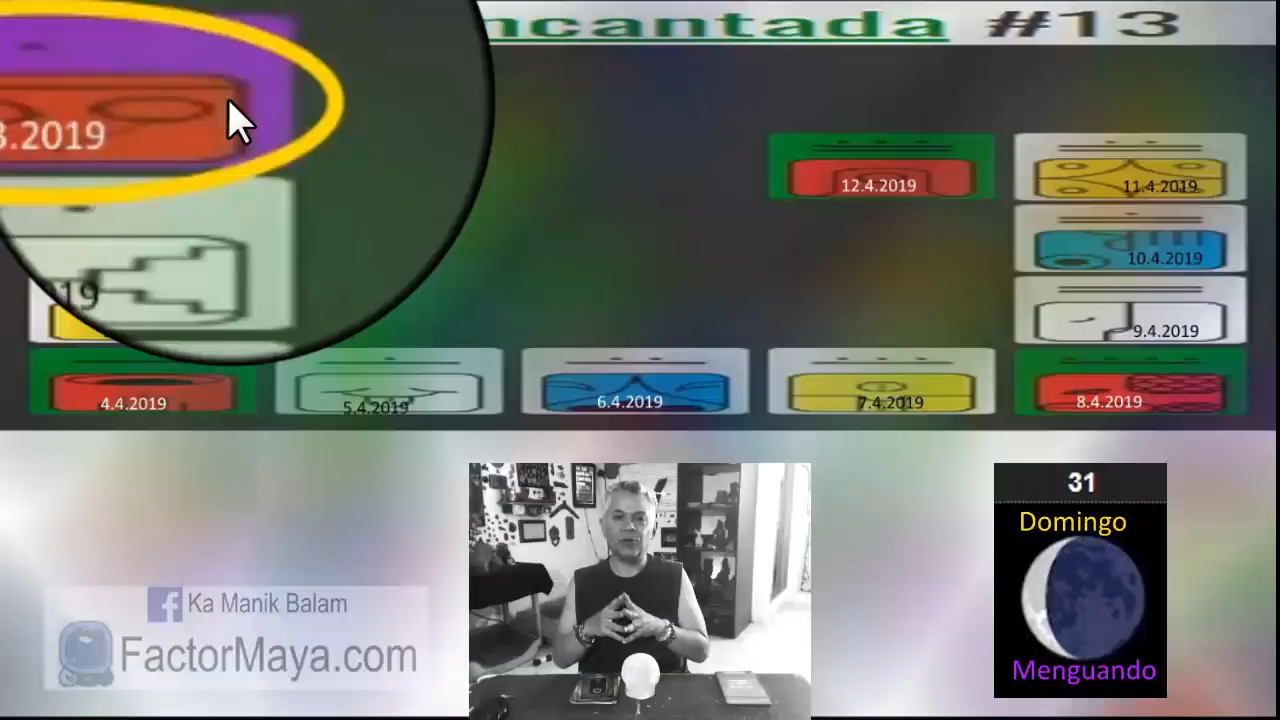 ncantada #13
3.2019
19
12.4.2019
11.4.2019
10.4.2019
9.4.2019
4.4.2019
5.4.2019
6.4.2019
7.4.2019
8.4.2019
Ka Manik Balam
FactorMaya.com
31
Domingo
Menguando